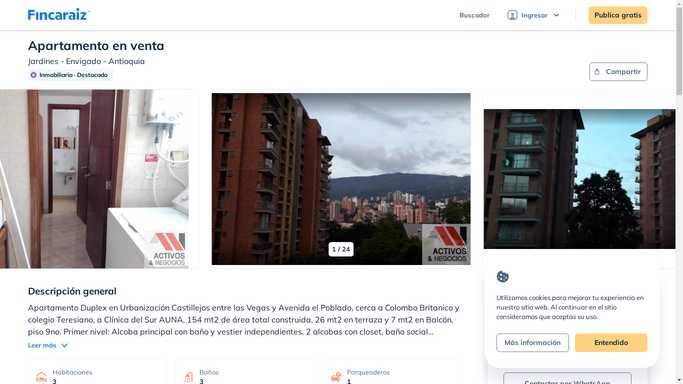 Fincaraiz
Buscador
Ingresar
Publica gratis
Apartamento en venta
Jardines - Envigado - Antioquia
Inmobiliaria - Destacado
Compartir
ACTIVOS
& NEGOCIOS
1 / 24
ACTIVOS
& NEGOCIOS
Descripción general
Apartamento Duplex en Urbanización Castillejos entre las Vegas y Avenida el Poblado, cerca a Colombo Britanico y
colegio Teresiano, a Clínica del Sur AUNA, 154 mt2 de área total construida, 26 mt2 en terraza y 7 mt2 en Balcón,
piso 9no. Primer nivel: Alcoba principal con baño y vestier independientes, 2 alcobas con closet, baño social...
Leer más
Habitaciones
3
Baños
3
Parqueaderos
1
Utilizamos cookies para mejorar tu experiencia en
nuestro sitio web. Al continuar en el sitio
consideramos que aceptas su uso.
Más información
Entendido
Contactar por WhatsApp